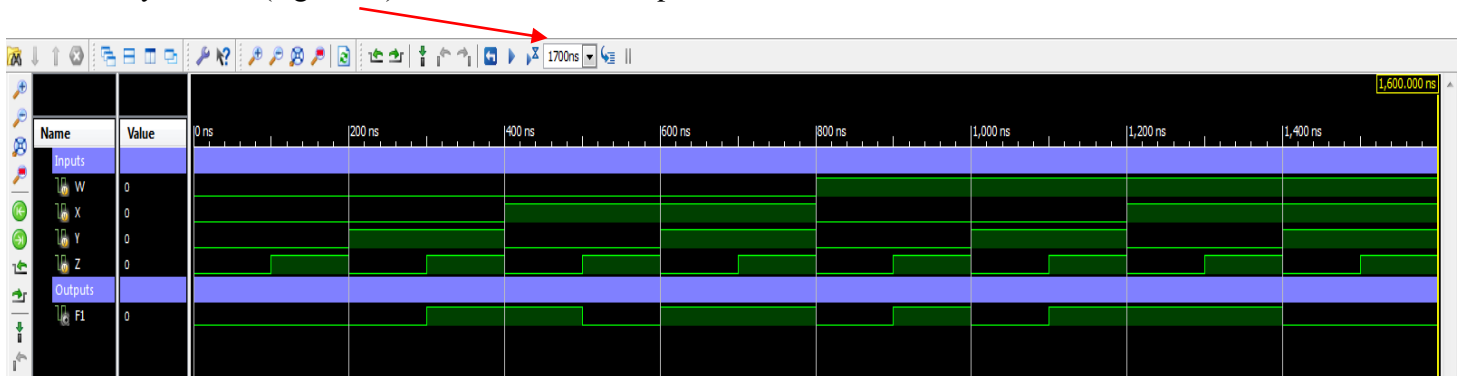 1700ns
1,600.000 ns
Name Value 0 ns 200 ns 400 ns 600 ns 800 ns 1,000 ns 1,200 ns 1,400 ns
Inputs
W 0
X 0
Y 0
Z 0
Outputs
F1 0